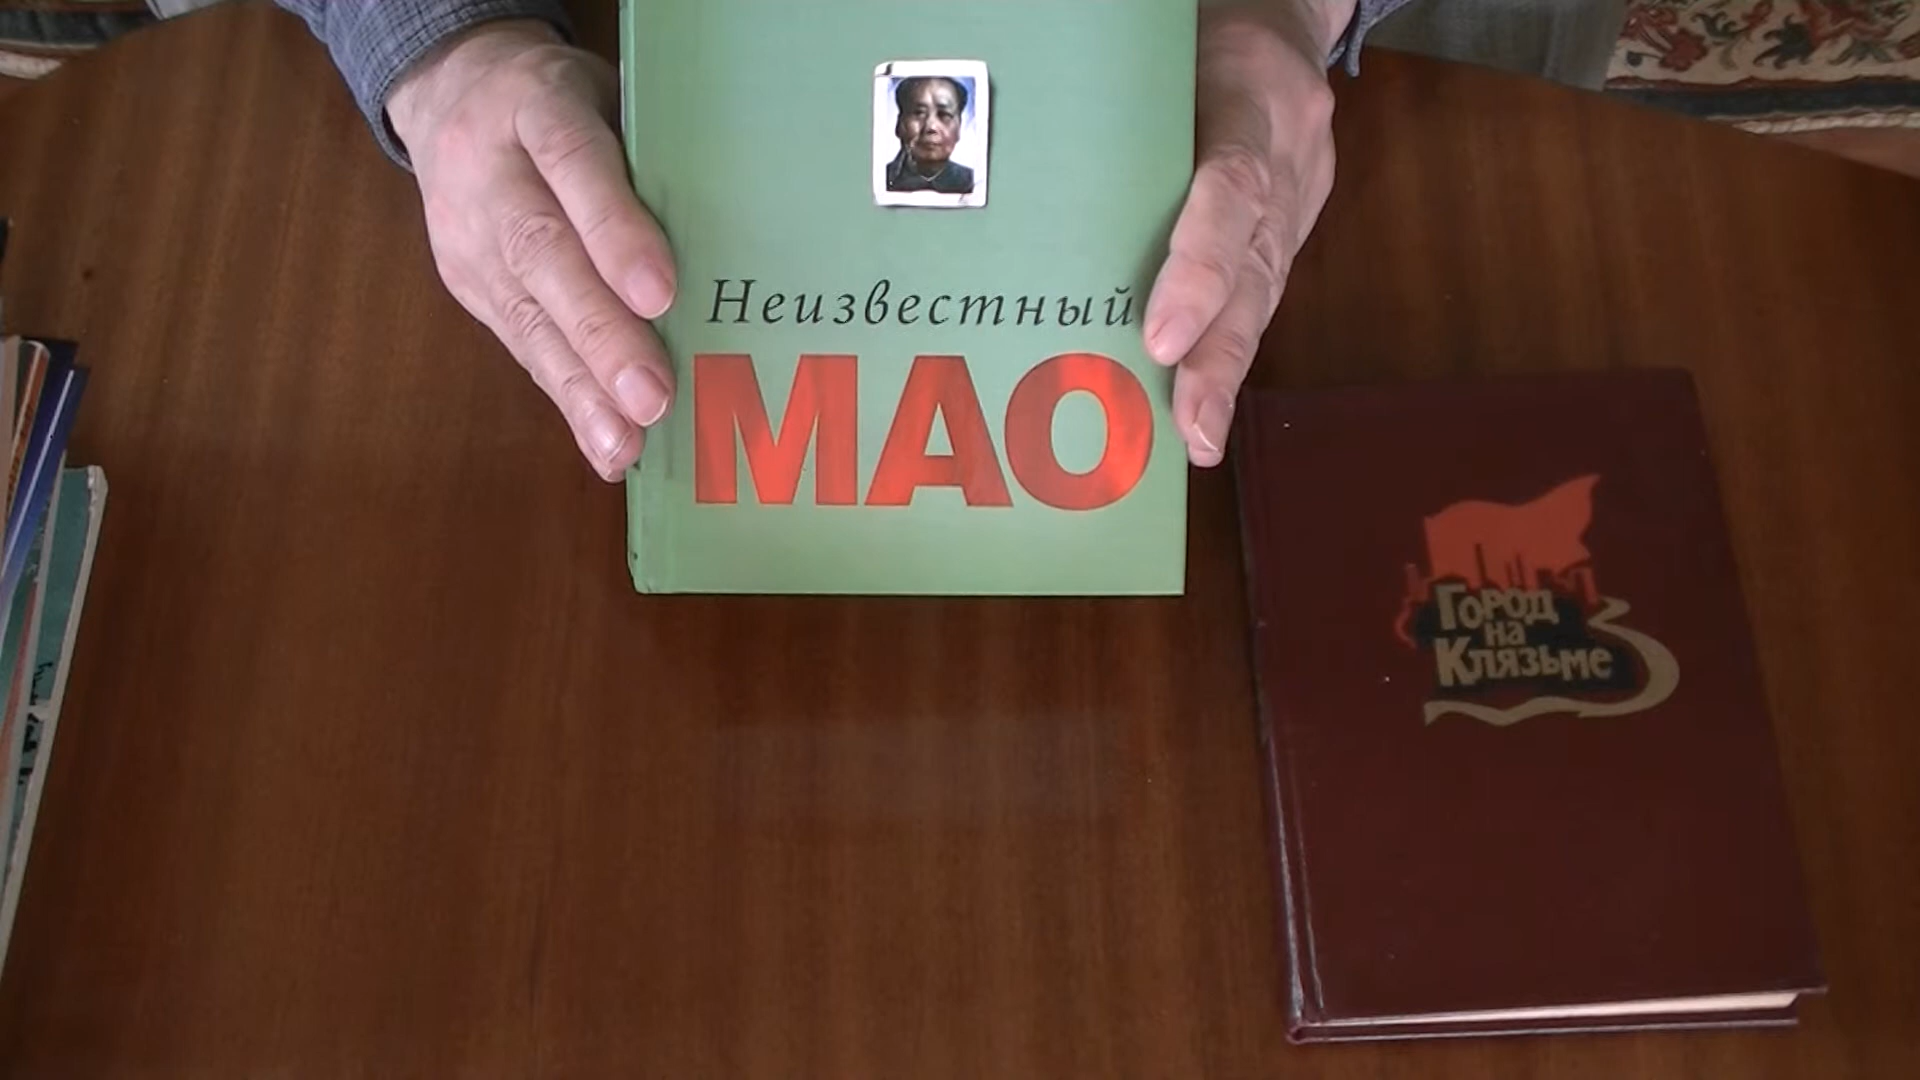 Неизвестный
МАО
Город
на
Клязьме